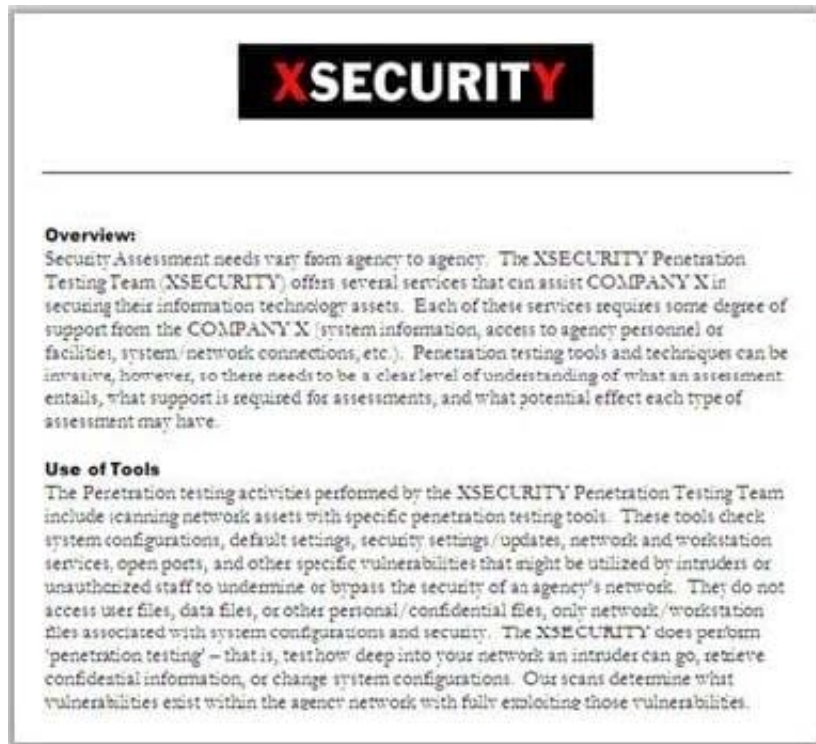 XSECURITY
Overview:
Security Assessment needs vary from agency to agency. The XSECURITY Penetration
Testing Team (XSECURITY) offers several services that can assist COMPANY X in
securing their information technology assets. Each of these services requires some degree of
support from the COMPANY X (system information, access to agency personnel or
facilities, system/network connections, etc.). Penetration testing tools and techniques can be
invasive, however, so there needs to be a clear level of understanding of what an assessment
entails, what support is required for assessments, and what potential effect each type of
assessment may have.
Use of Tools
The Penetration testing activities performed by the XSECURITY Penetration Testing Team
include scanning network assets with specific penetration testing tools. These tools check
system configurations, default settings, security settings/updates, network and workstation
services, open ports, and other specific vulnerabilities that might be utilized by intruders or
unauthorized staff to undermine or bypass the security of an agency's network. They do not
access user files, data files, or other personal/confidential files, only network/workstation
files associated with system configurations and security. The XSECURITY does perform
'penetration testing' – that is, test how deep into your network an intruder can go, retrieve
confidential information, or change system configurations. Our scans determine what
vulnerabilities exist within the agency network with fully exploiting those vulnerabilities.